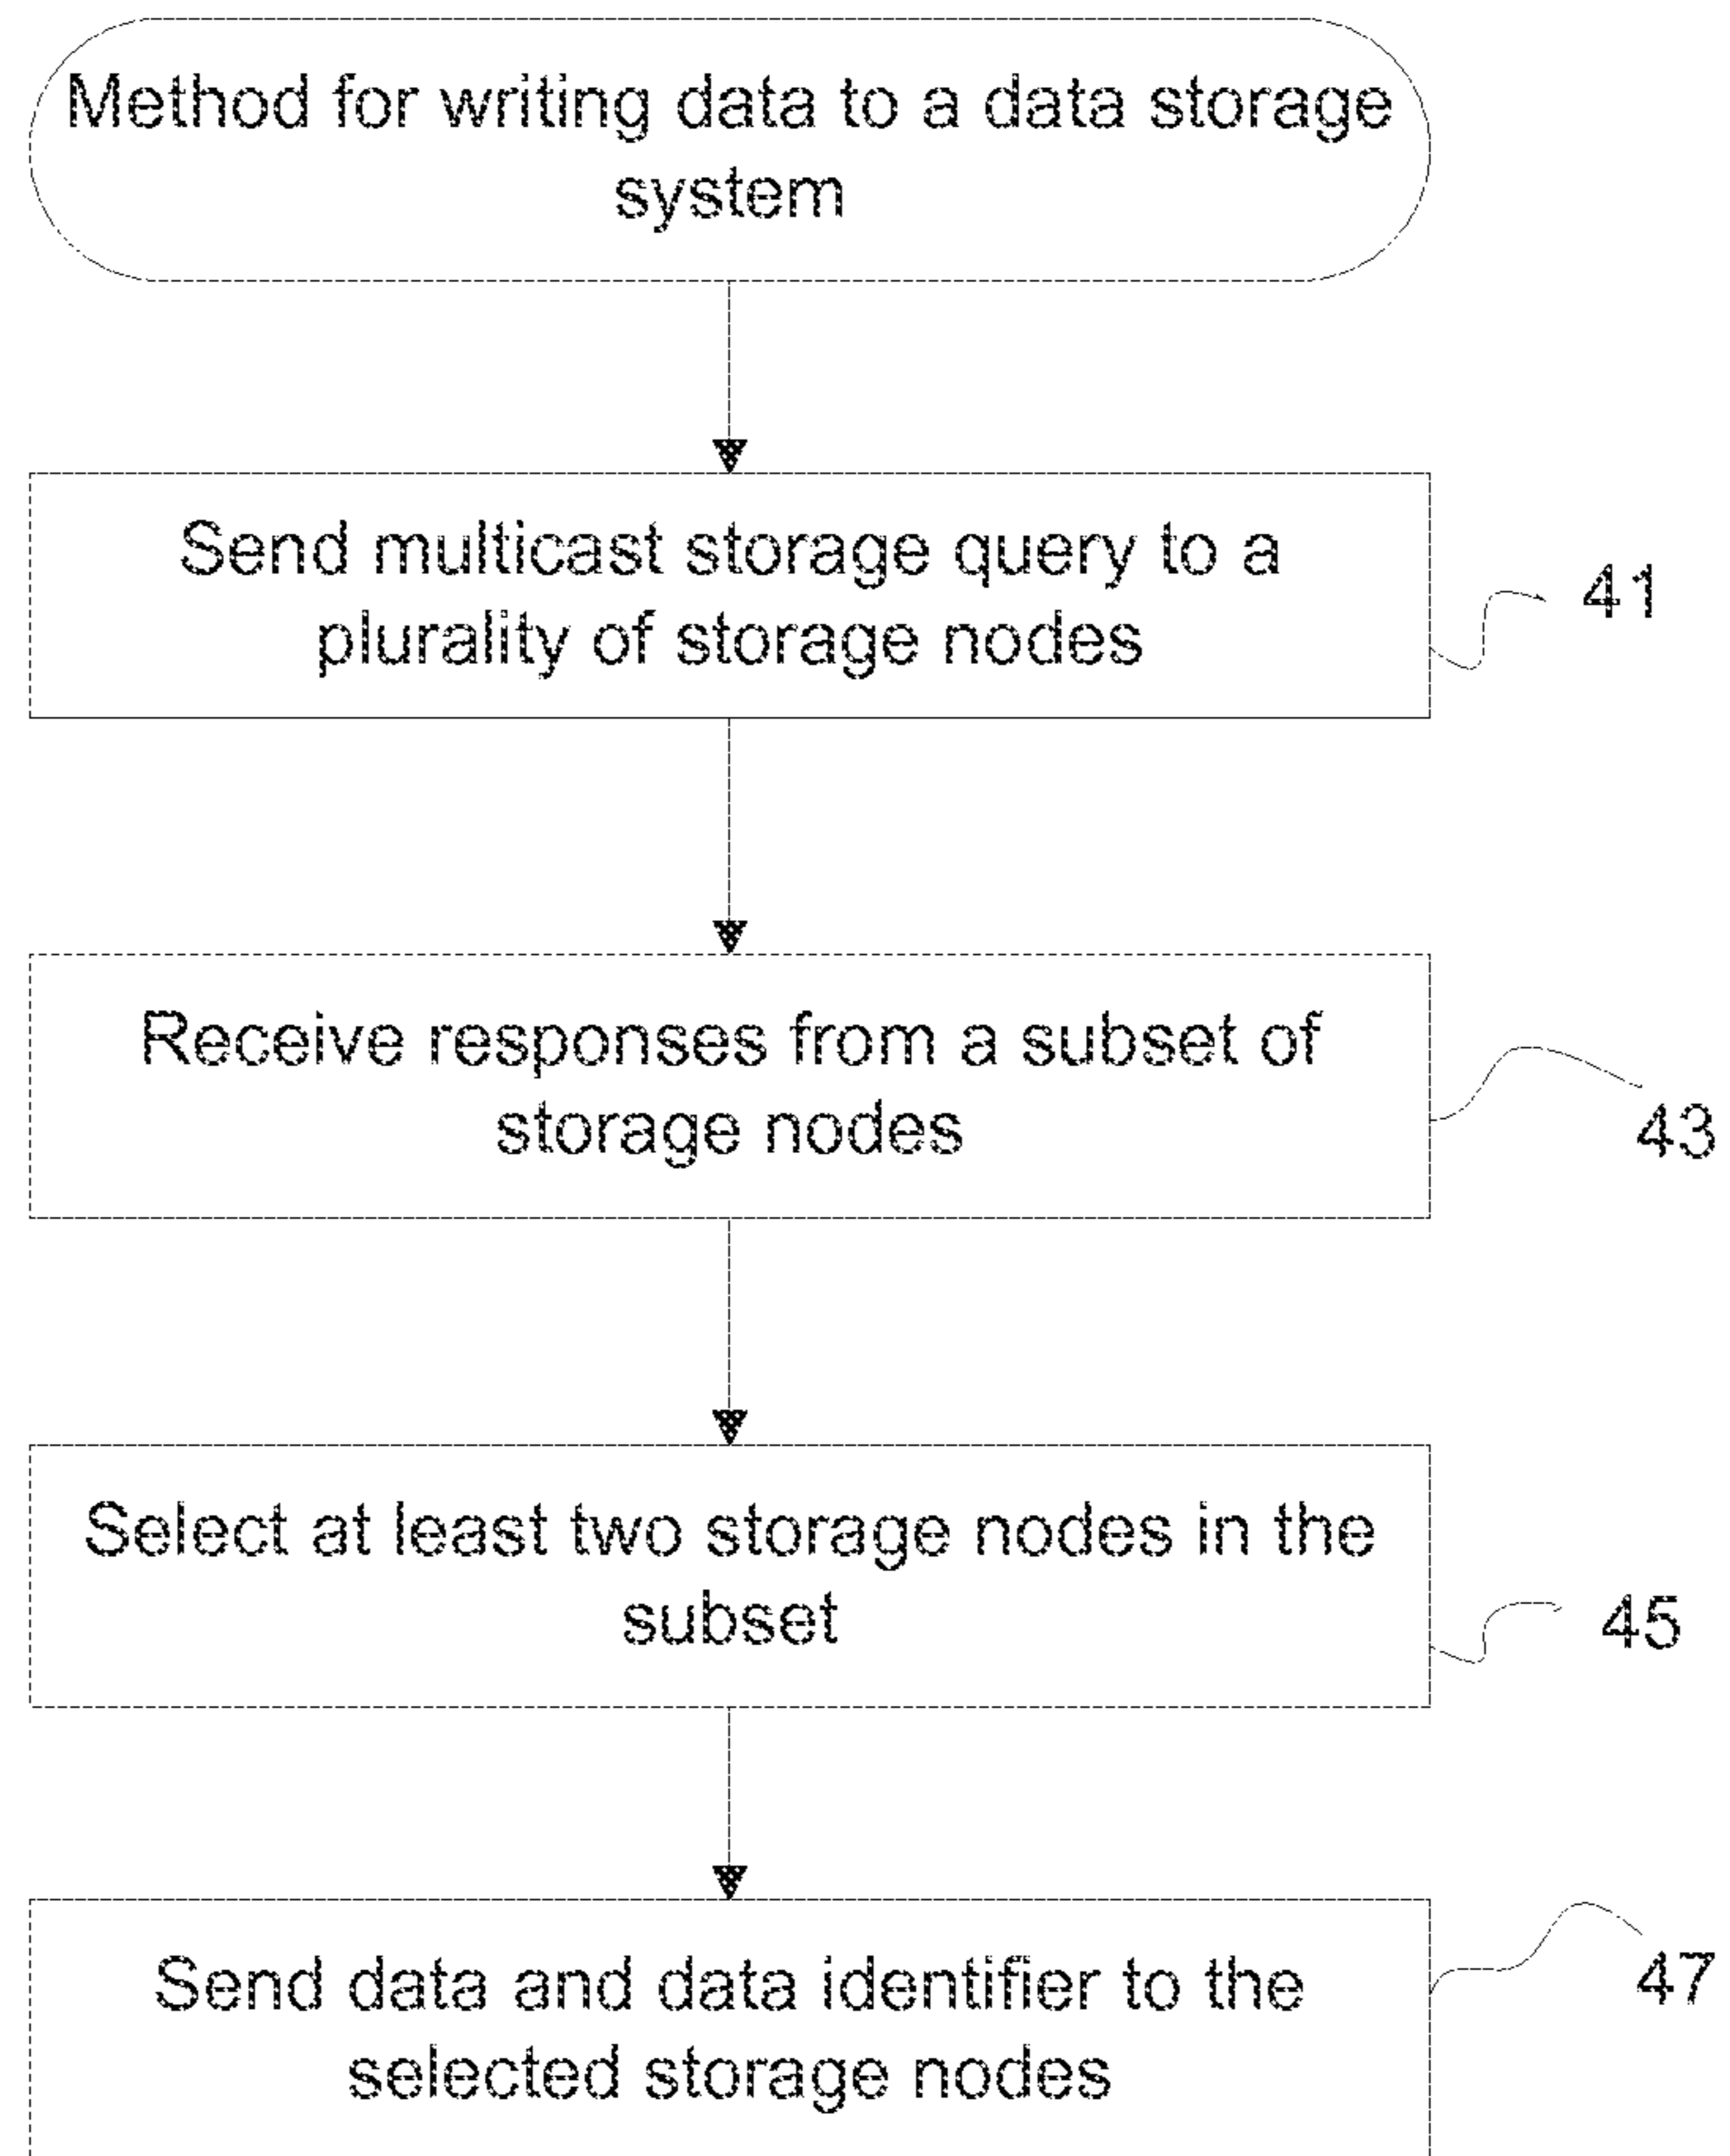 Method for writing data to a data storage
system
Send multicast storage query to a
plurality of storage nodes
41
Receive responses from a subset of
storage nodes
43
Select at least two storage nodes in the
subset
45
Send data and data identifier to the
selected storage nodes
47